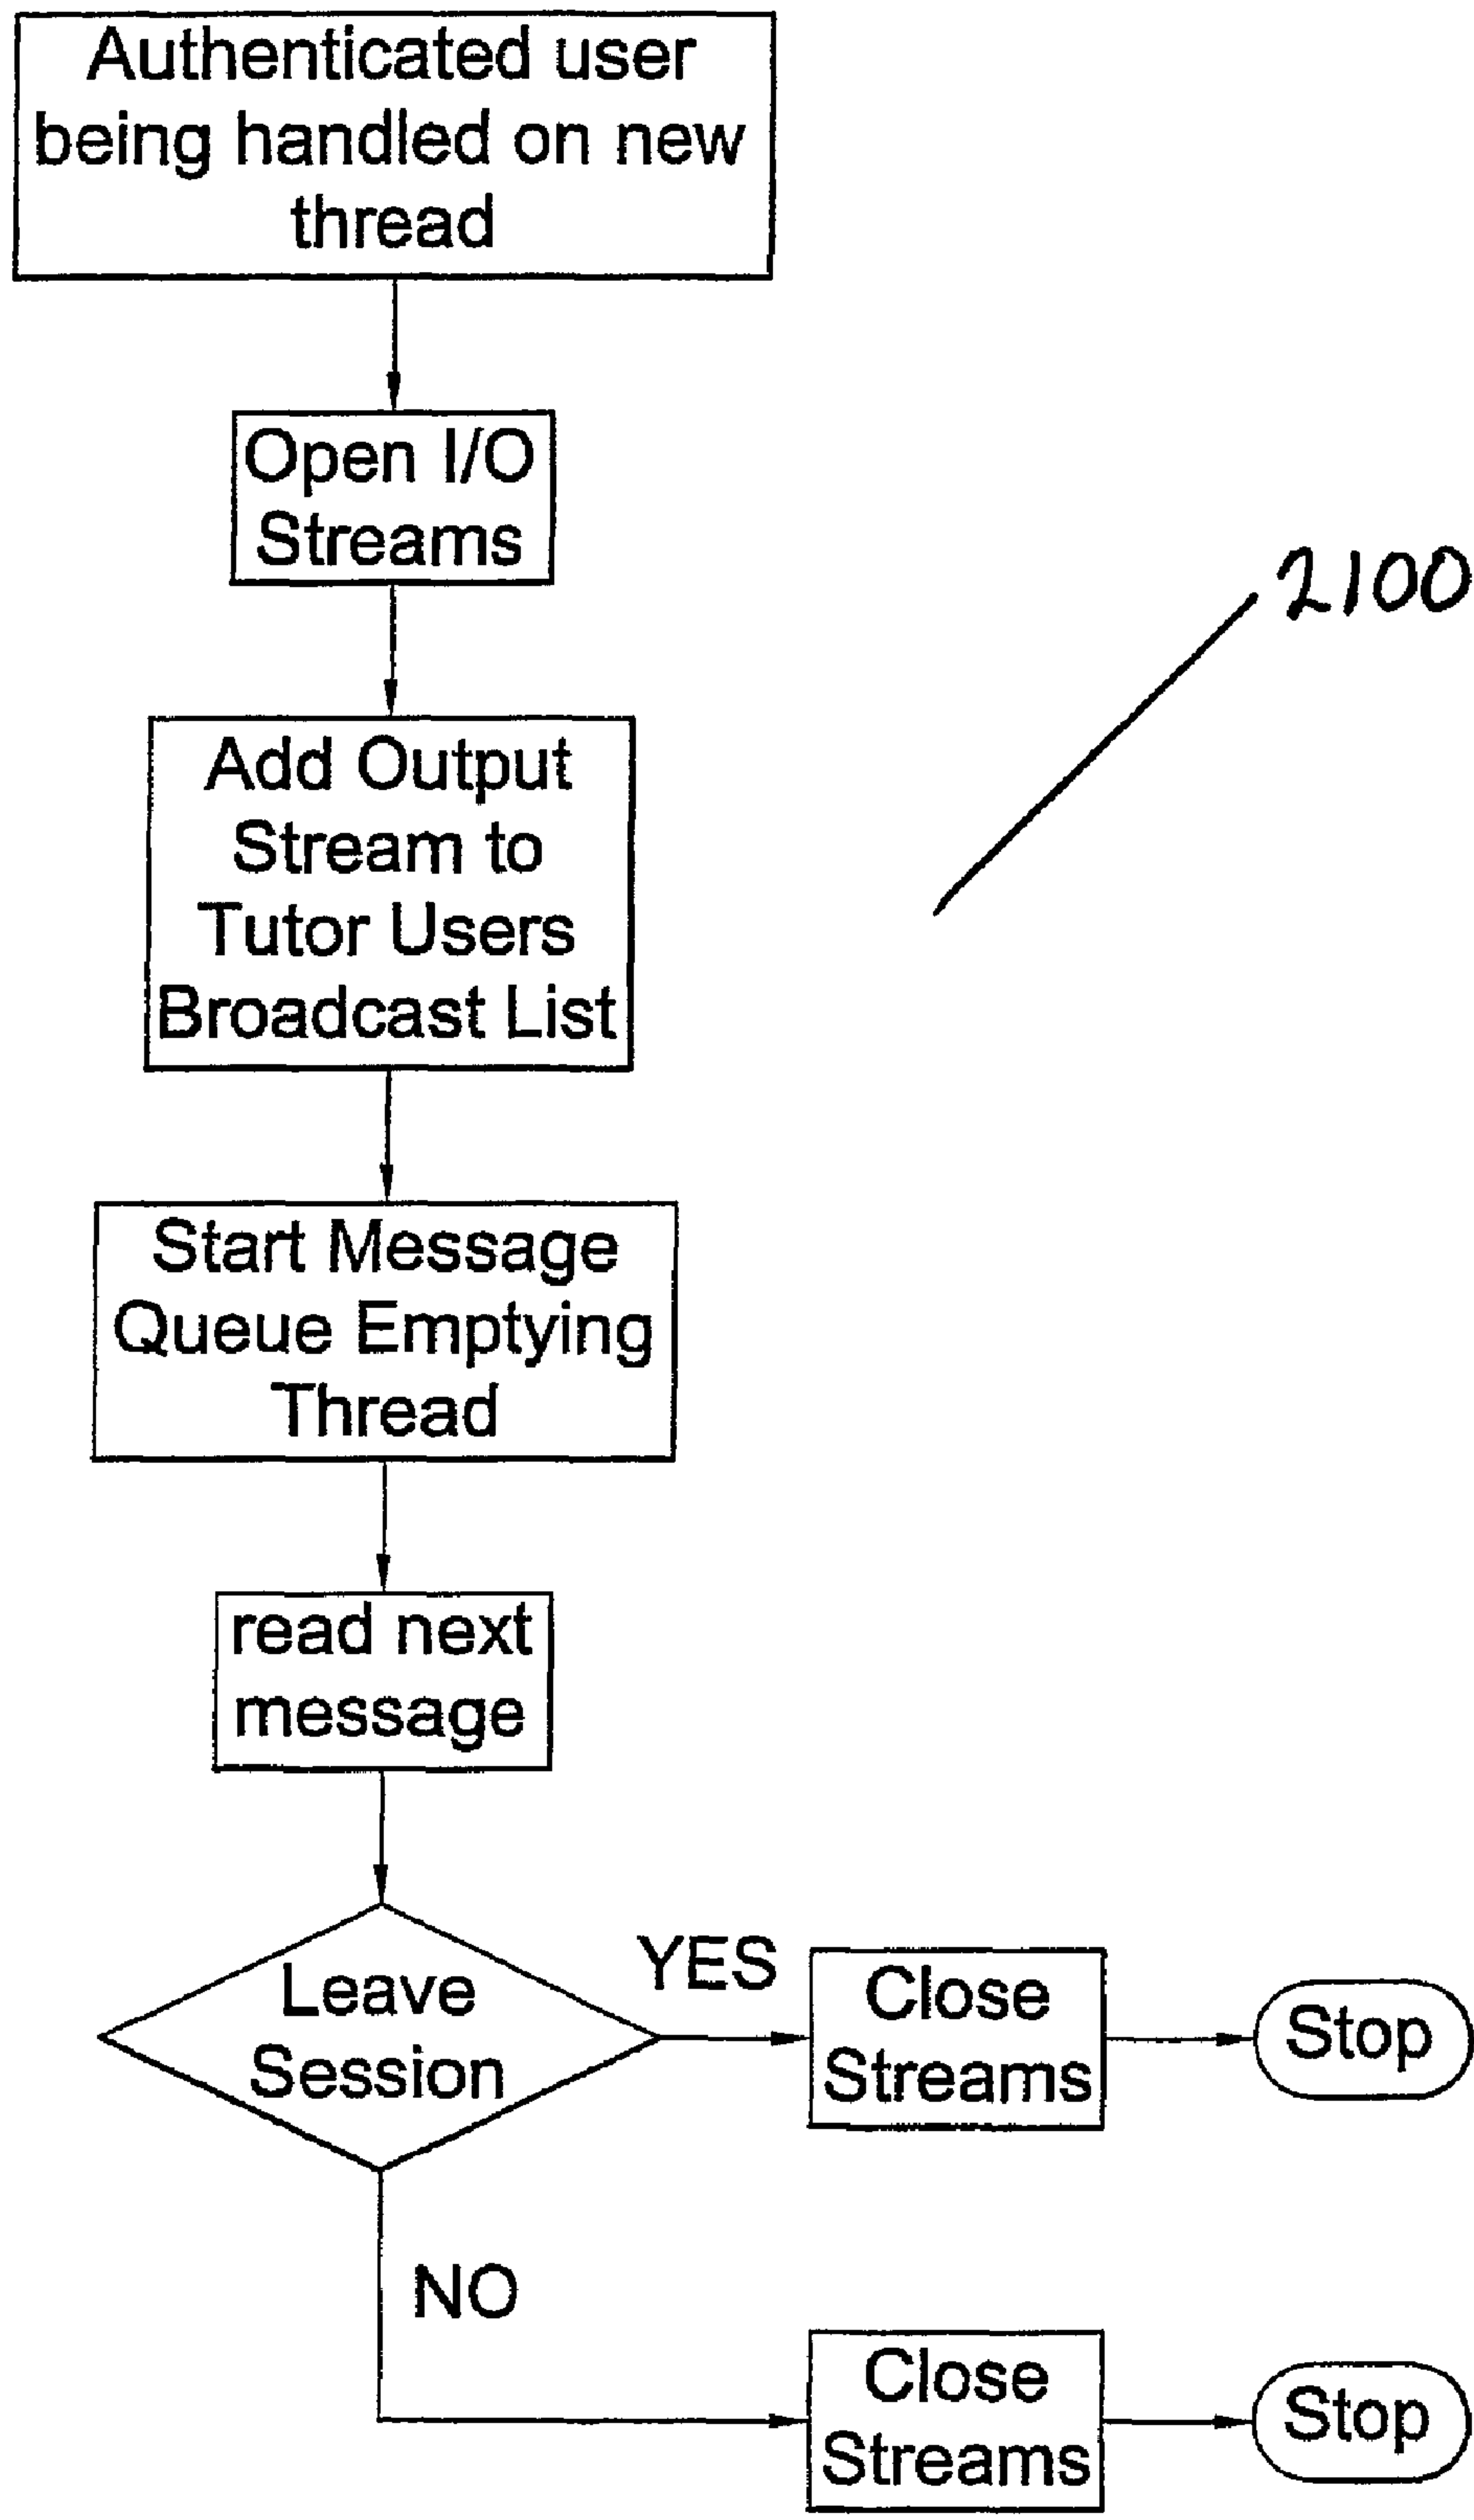 Authenticated user
being handled on new
thread
Open I/O
Streams
2100
Add Output
Stream to
Tutor Users
Broadcast List
Start Message
Queue Emptying
Thread
read next
message
Leave
Session
YES
Close
Streams
Stop
NO
Close
Streams
Stop